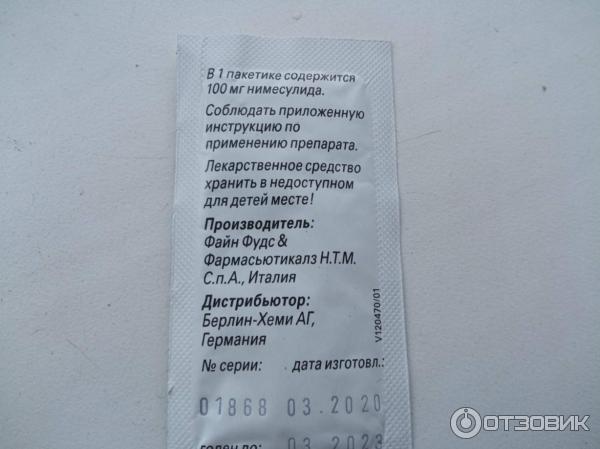 В 1 пакетике содержится
100 мг нимесулида.
Соблюдать приложенную
инструкцию по
применению препарата.
Лекарственное средство
хранить в недоступном
для детей месте!
Производитель:
Файн Фудс &
Фармасьютикалз Н.Т.М.
С.п.А., Италия
Дистрибьютор:
Берлин-Хеми АГ,
Германия
V120470/01
№ серии: дата изготовл.:
01868 03.2020
годен до: 03 2023
ОТЗОВИК